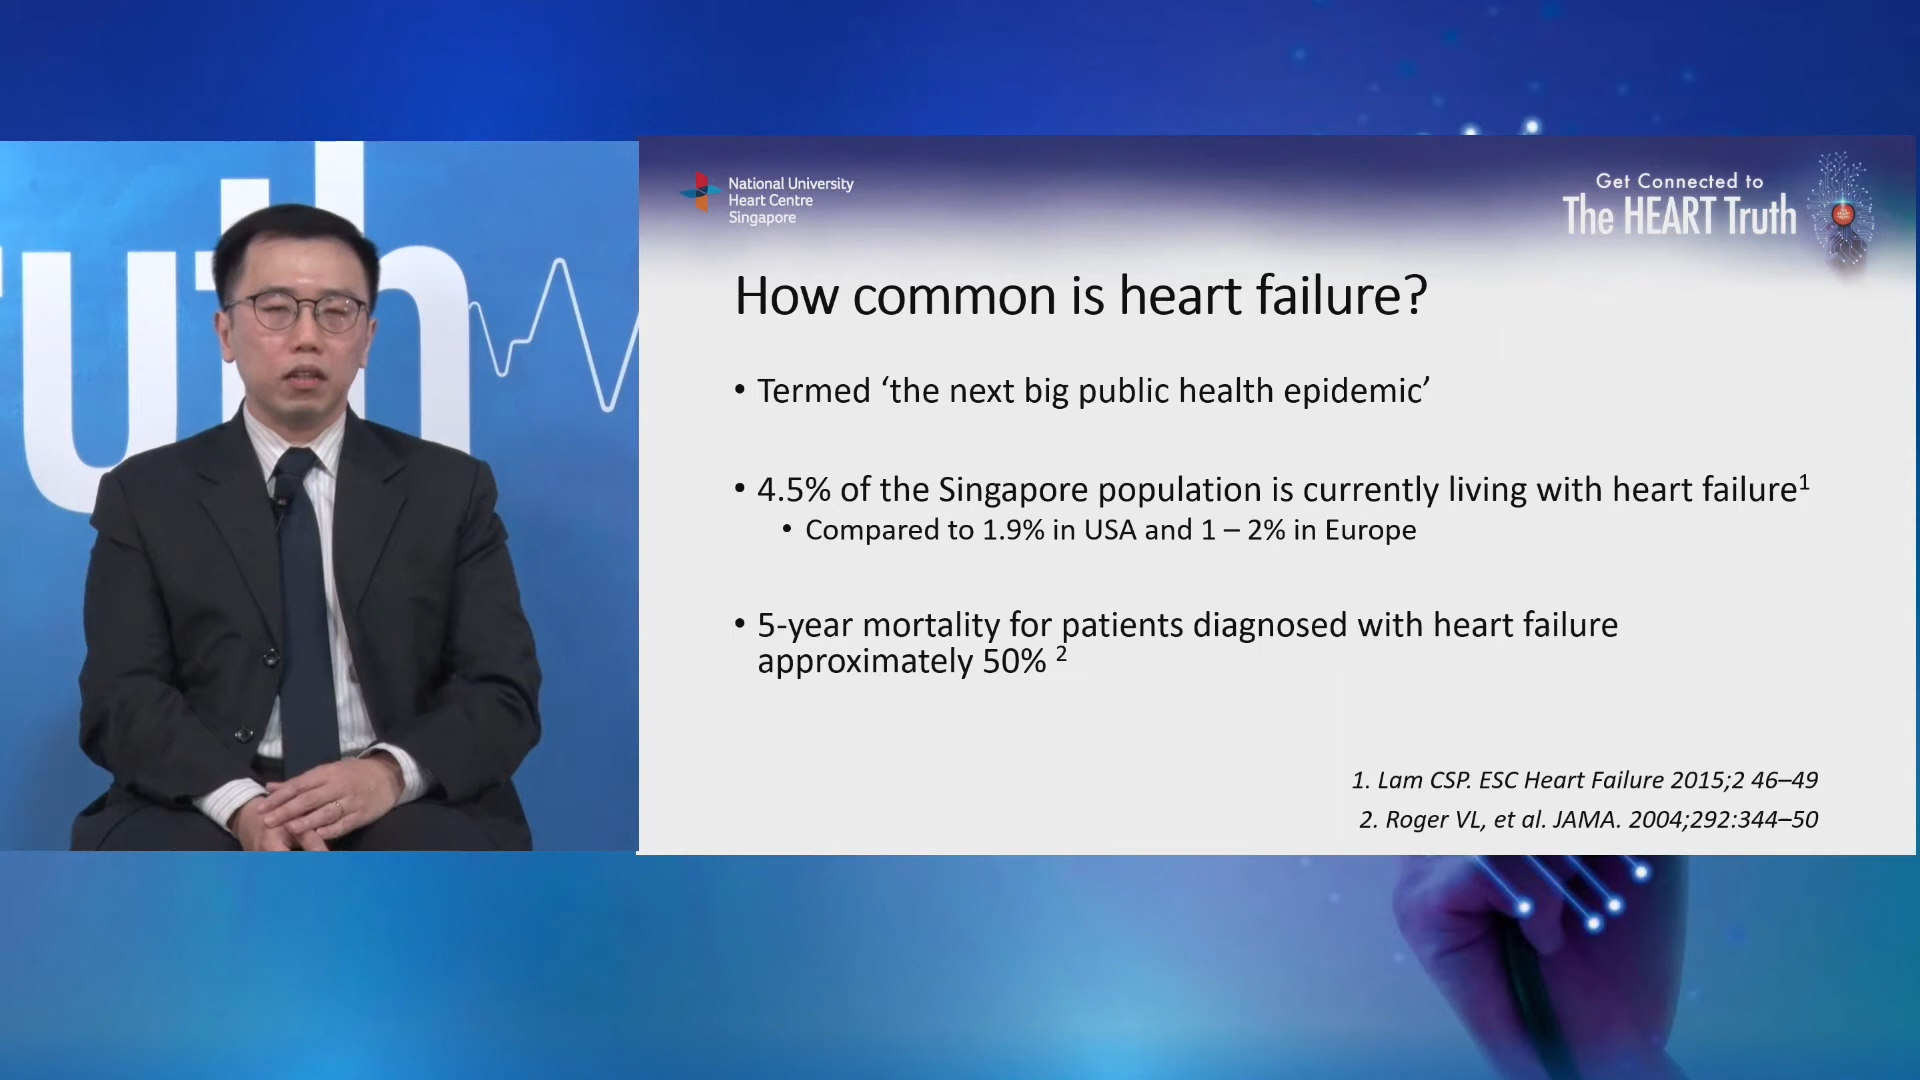 uth
National University
Heart Centre
Singapore
Get Connected to
The HEART Truth
How common is heart failure?
• Termed ‘the next big public health epidemic’
• 4.5% of the Singapore population is currently living with heart failure1
• Compared to 1.9% in USA and 1 – 2% in Europe
• 5-year mortality for patients diagnosed with heart failure
approximately 50% 2
1. Lam CSP. ESC Heart Failure 2015;2 46–49
2. Roger VL, et al. JAMA. 2004;292:344–50